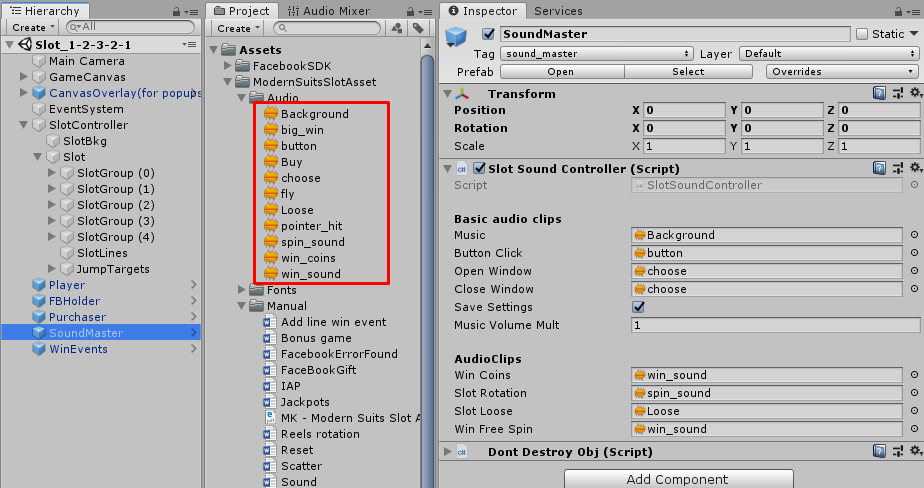 Hierarchy
Create
All
Slot_1-2-3-2-1
Main Camera
GameCanvas
CanvasOverlay(for popups
EventSystem
SlotController
SlotBkg
Slot
SlotGroup (0)
SlotGroup (1)
SlotGroup (2)
SlotGroup (3)
SlotGroup (4)
SlotLines
JumpTargets
Player
FBHolder
Purchaser
SoundMaster
WinEvents
Project
Audio Mixer
Create
Assets
FacebookSDK
ModernSuitsSlotAsset
Audio
Background
big_win
button
Buy
choose
fly
Loose
pointer_hit
spin_sound
win_coins
win_sound
Fonts
Manual
Add line win event
Bonus game
FacebookErrorFound
FaceBookGift
IAP
Jackpots
MK - Modern Suits Slot A
Reels rotation
Reset
Scatter
Sound
Inspector
Services
SoundMaster
Static
Tag sound_master Layer Default
Prefab Open Select Overrides
Transform
Position X 0 Y 0 Z 0
Rotation X 0 Y 0 Z 0
Scale X 1 Y 1 Z 1
Slot Sound Controller (Script)
Script SlotSoundController
Basic audio clips
Music Background
Button Click button
Open Window choose
Close Window choose
Save Settings
Music Volume Mult 1
AudioClips
Win Coins win_sound
Slot Rotation spin_sound
Slot Loose Loose
Win Free Spin win_sound
Dont Destroy Obj (Script)
Add Component